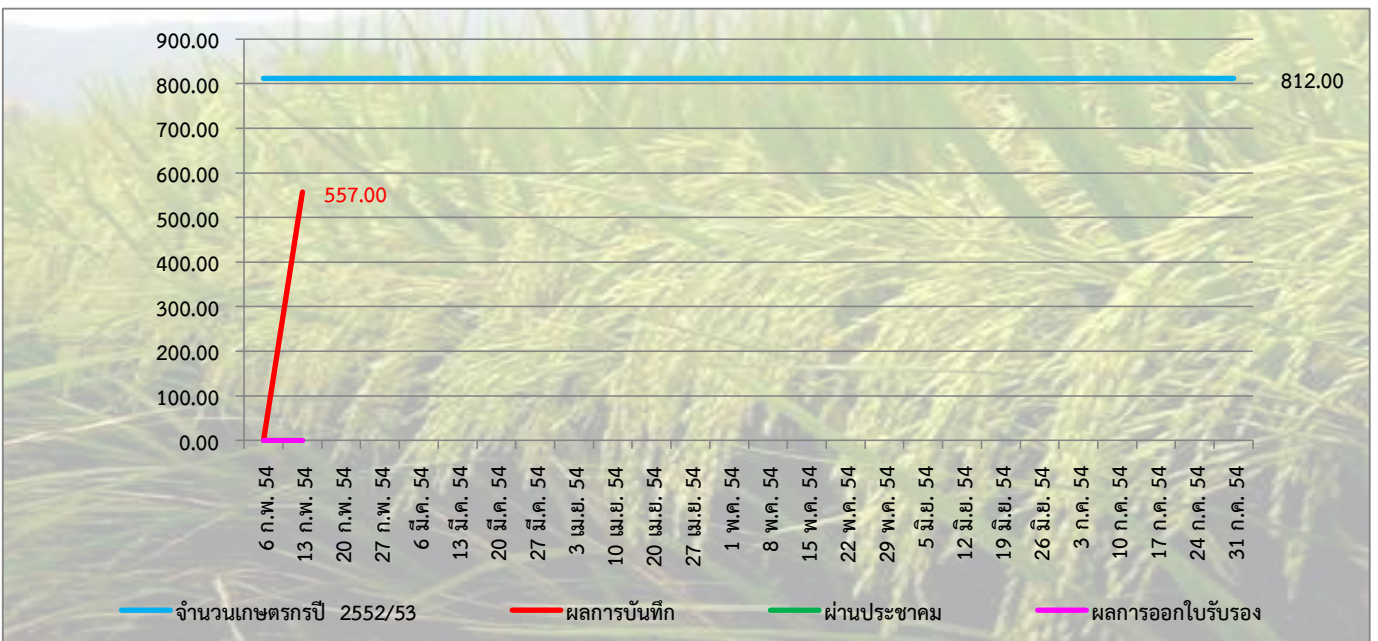 900.00
800.00
812.00
700.00
600.00
557.00
500.00
400.00
300.00
200.00
100.00
0.00
6 ก.พ. 54
13 ก.พ. 54
20 ก.พ. 54
27 ก.พ. 54
6 มี.ค. 54
13 มี.ค. 54
20 มี.ค. 54
27 มี.ค. 54
3 เม.ย. 54
10 เม.ย. 54
20 เม.ย. 54
27 เม.ย. 54
1 พ.ค. 54
8 พ.ค. 54
15 พ.ค. 54
22 พ.ค. 54
29 พ.ค. 54
5 มิ.ย. 54
12 มิ.ย. 54
19 มิ.ย. 54
26 มิ.ย. 54
3 ก.ค. 54
10 ก.ค. 54
17 ก.ค. 54
24 ก.ค. 54
31 ก.ค. 54
จำนวนเกษตรกรปี 2552/53 ผลการบันทึก ผ่านประชาคม ผลการออกใบรับรอง